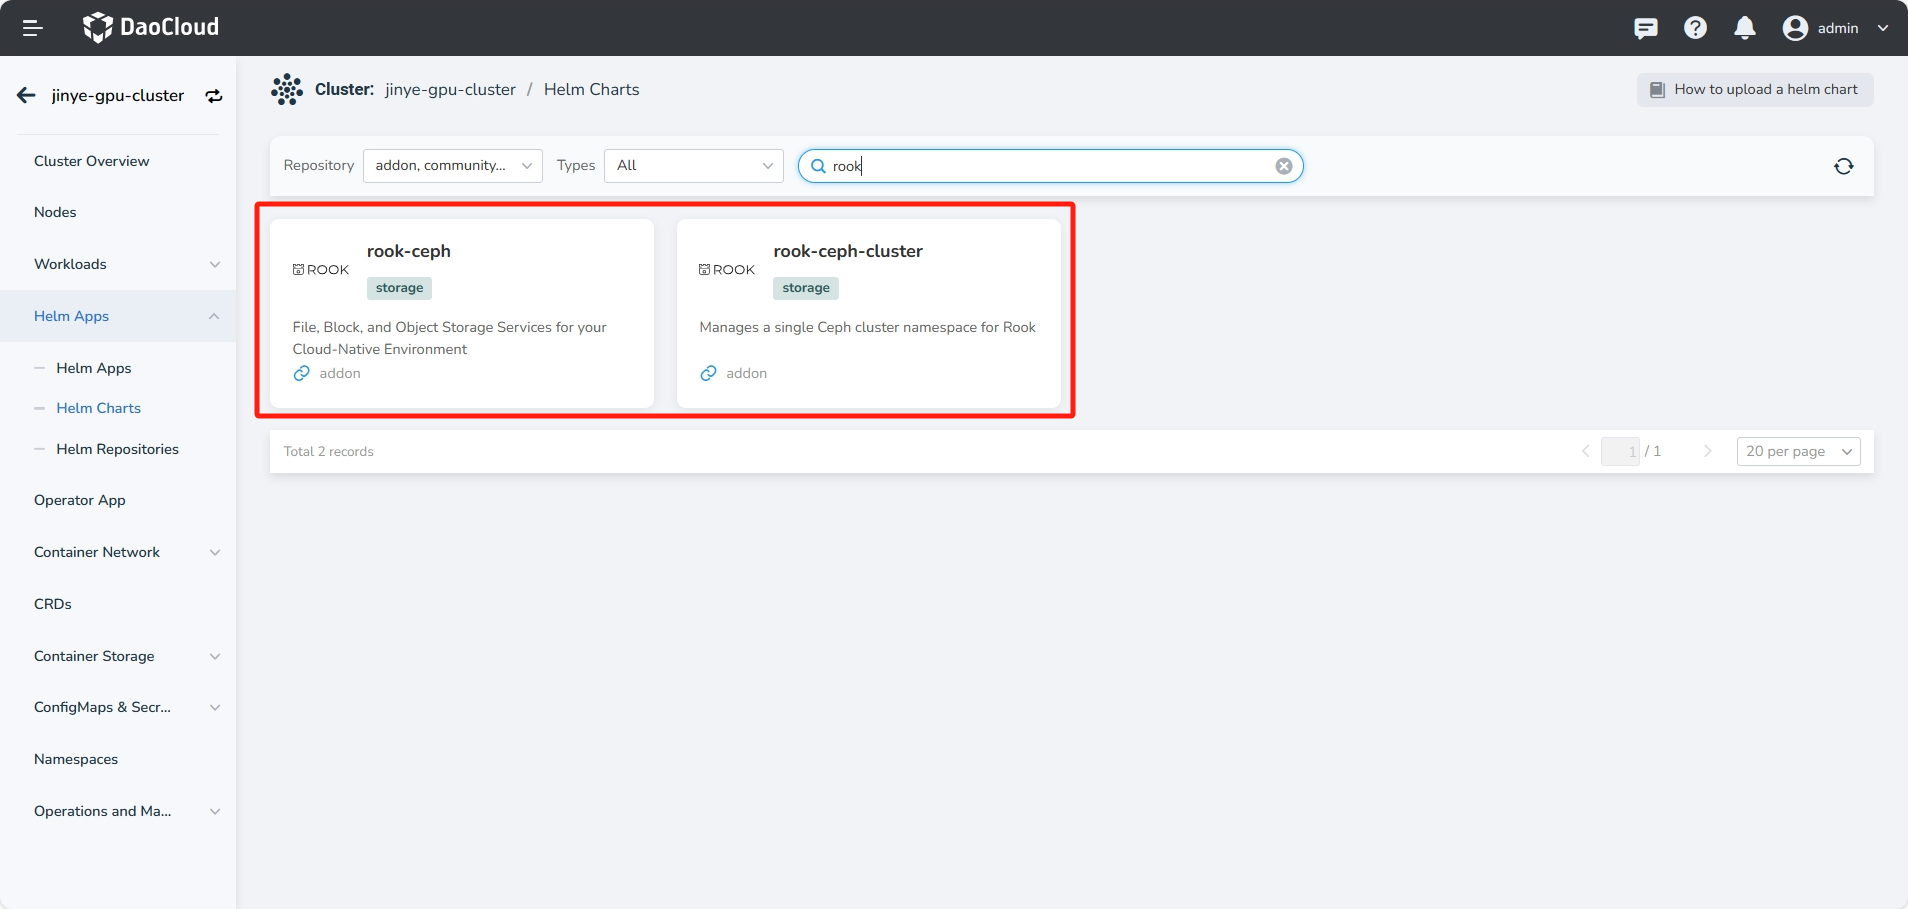 DaoCloud
admin
jinye-gpu-cluster
Cluster: jinye-gpu-cluster / Helm Charts
How to upload a helm chart
Cluster Overview
Nodes
Workloads
Helm Apps
Helm Apps
Helm Charts
Helm Repositories
Operator App
Container Network
CRDs
Container Storage
ConfigMaps & Secr...
Namespaces
Operations and Ma...
Repository addon, community... Types All rook
ROOK
rook-ceph
storage
File, Block, and Object Storage Services for your
Cloud-Native Environment
addon
ROOK
rook-ceph-cluster
storage
Manages a single Ceph cluster namespace for Rook
addon
Total 2 records
1 / 1
20 per page